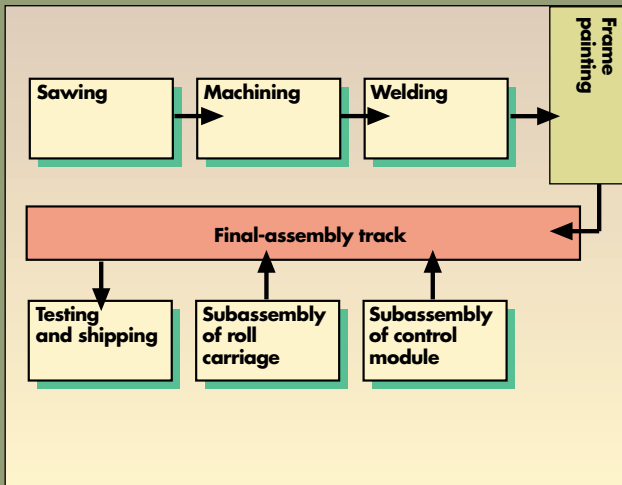 Sawing
Machining
Welding
Frame
painting
Final-assembly track
Testing
and shipping
Subassembly
of roll
carriage
Subassembly
of control
module